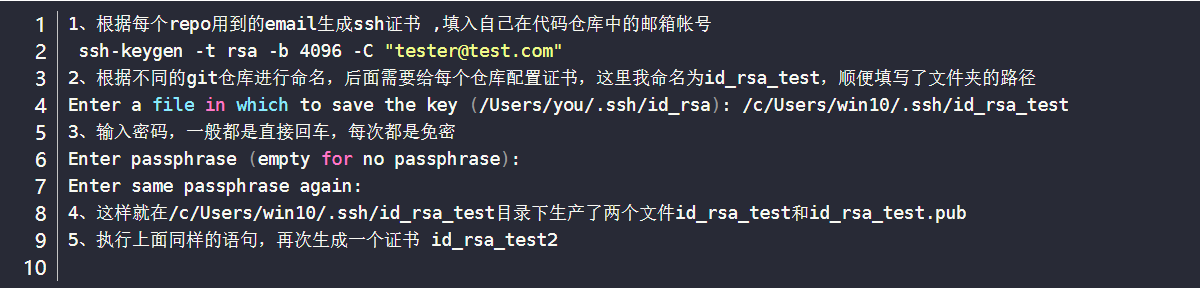 1 1、根据每个repo用到的email生成ssh证书 ,填入自己在代码仓库中的邮箱帐号
2 ssh-keygen -t rsa -b 4096 -C "tester@test.com"
3 2、根据不同的git仓库进行命名，后面需要给每个仓库配置证书，这里我命名为id_rsa_test，顺便填写了文件夹的路径
4 Enter a file in which to save the key (/Users/you/.ssh/id_rsa): /c/Users/win10/.ssh/id_rsa_test
5 3、输入密码，一般都是直接回车，每次都是免密
6 Enter passphrase (empty for no passphrase):
7 Enter same passphrase again:
8 4、这样就在/c/Users/win10/.ssh/id_rsa_test目录下生产了两个文件id_rsa_test和id_rsa_test.pub
9 5、执行上面同样的语句，再次生成一个证书 id_rsa_test2
10